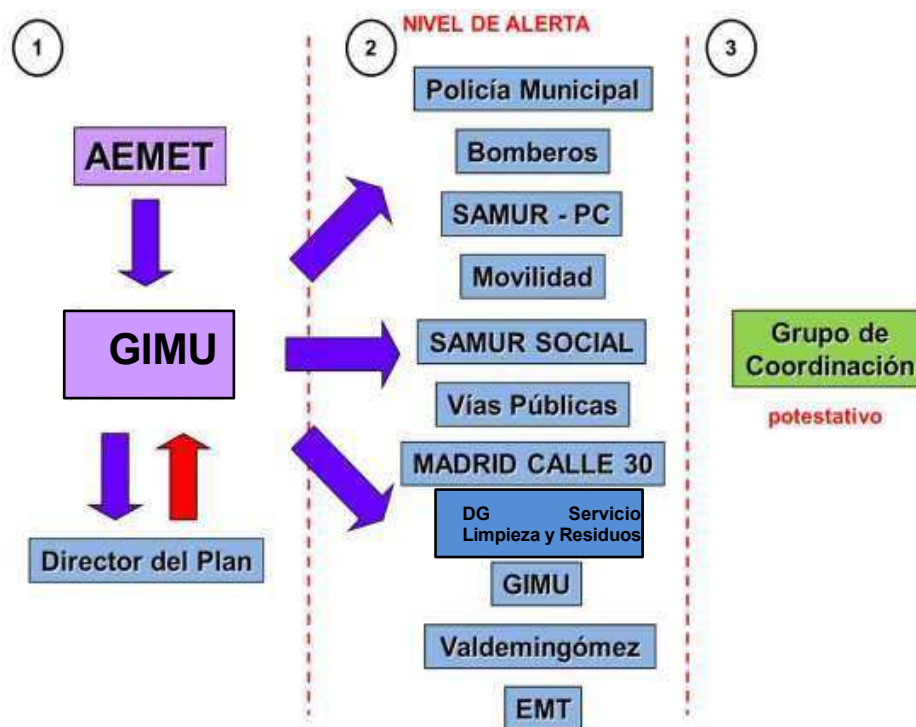 1
AEMET
GIMU
Director del Plan
2
NIVEL DE ALERTA
Policía Municipal
Bomberos
SAMUR - PC
Movilidad
SAMUR SOCIAL
Vías Públicas
MADRID CALLE 30
DG Servicio
Limpieza y Residuos
GIMU
Valdemingómez
EMT
3
Grupo de
Coordinación
potestativo